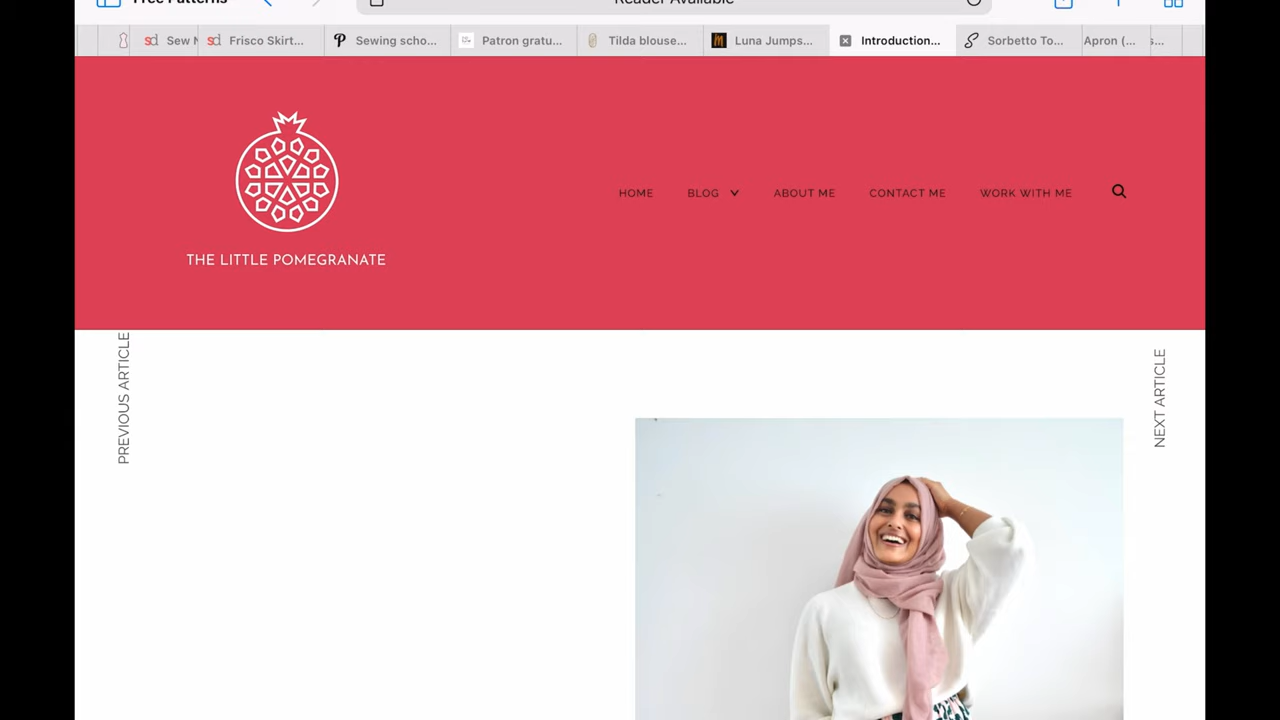 Free Patterns
Reader Available
Sew N
Frisco Skirt...
Sewing scho...
Patron gratu...
Tilda blouse...
Luna Jumps...
Introduction...
Sorbetto To...
Apron (...
s...
HOME
BLOG
ABOUT ME
CONTACT ME
WORK WITH ME
THE LITTLE POMEGRANATE
PREVIOUS ARTICLE
NEXT ARTICLE